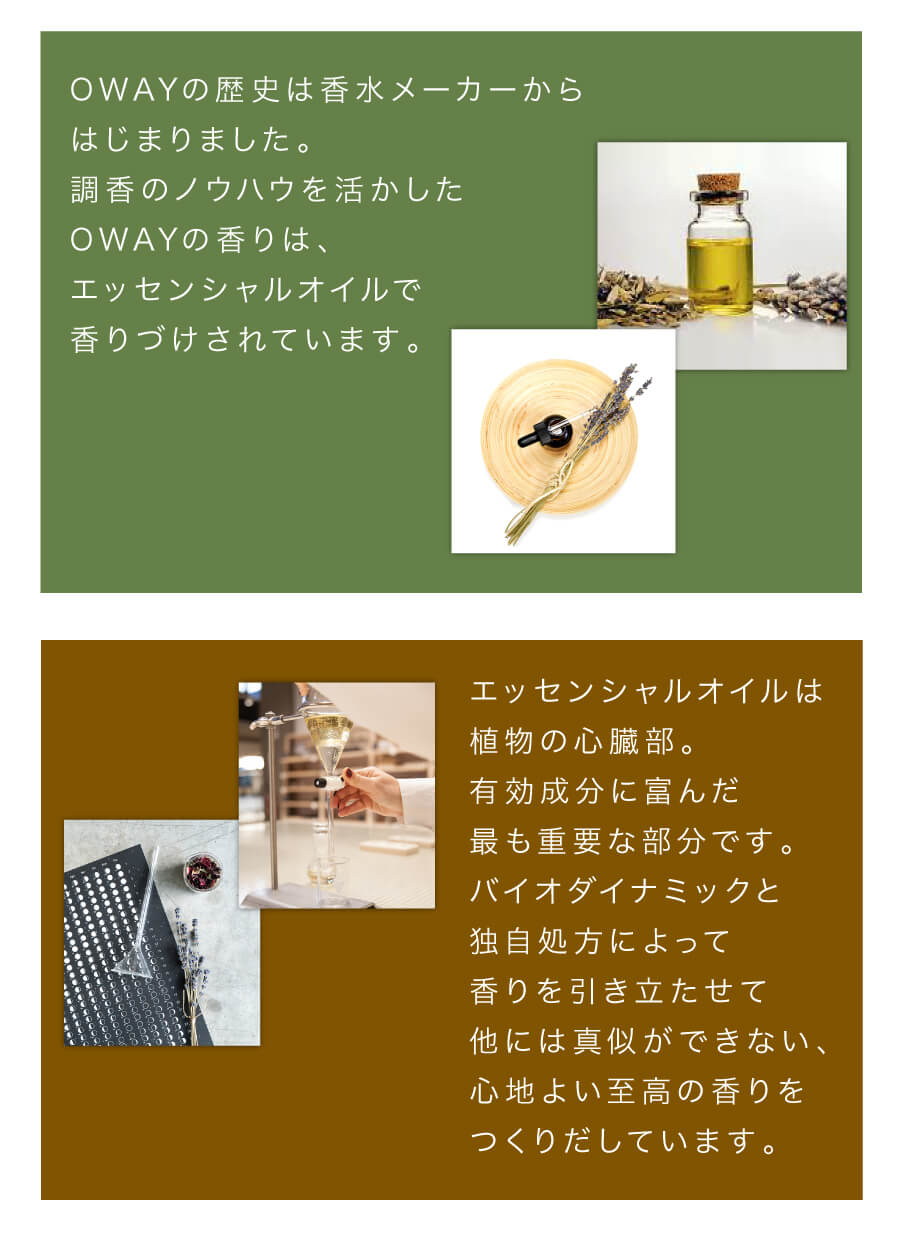 OWAYの歴史は香水メーカーから
はじまりました。
調香のノウハウを活かした
OWAYの香りは、
エッセンシャルオイルで
香りづけされています。
エッセンシャルオイルは
植物の心臓部。
有効成分に富んだ
最も重要な部分です。
バイオダイナミックと
独自処方によって
香りを引き立たせて
他には真似ができない、
心地よい至高の香りを
つくりだしています。